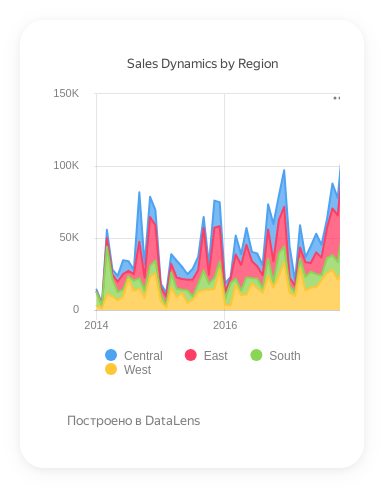 Sales Dynamics by Region
150K
100K
50K
0
2014 2016
Central East South
West
Построено в DataLens